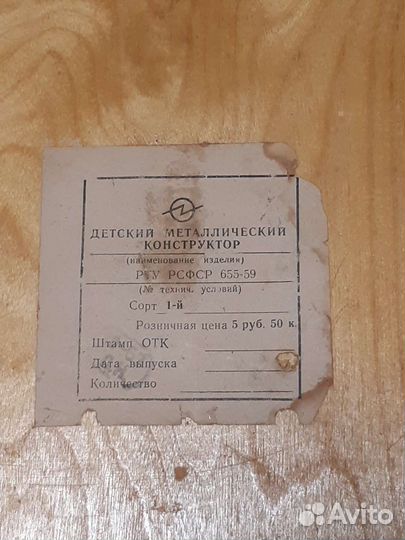 ДЕТСКИЙ МЕТАЛЛИЧЕСКИЙ
КОНСТРУКТОР
(наименование изделия)
РТУ РСФСР 655-59
(№ технич. условий)
Сорт 1-й
Розничная цена 5 руб. 50 к.
Штамп ОТК
Дата выпуска
Количество
Avito